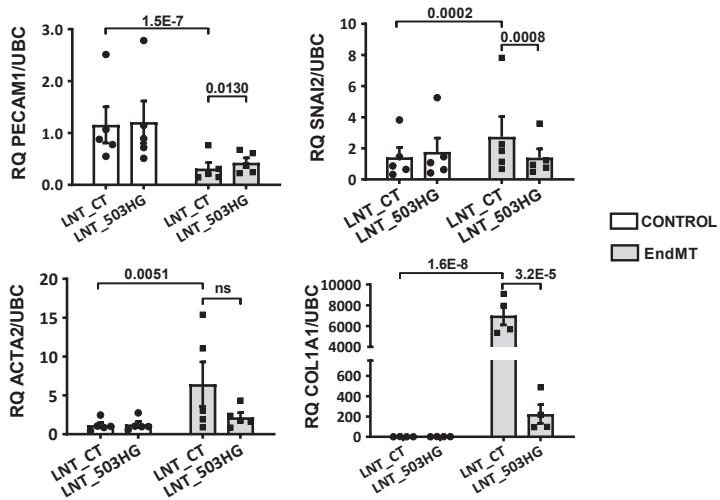 1.5E-7
0.0130
RQ PECAM1/UBC
3.0
2.0
1.0
0.0
LNT_CT
LNT_503HG
LNT_CT
LNT_503HG
0.0002
0.0008
RQ SNAI2/UBC
10
8
6
4
2
0
LNT_CT
LNT_503HG
LNT_CT
LNT_503HG
CONTROL
EndMT
0.0051
ns
RQ ACTA2/UBC
20
15
10
5
0
LNT_CT
LNT_503HG
LNT_CT
LNT_503HG
1.6E-8
3.2E-5
RQ COL1A1/UBC
10000
8000
6000
4000
600
400
200
0
LNT_CT
LNT_503HG
LNT_CT
LNT_503HG